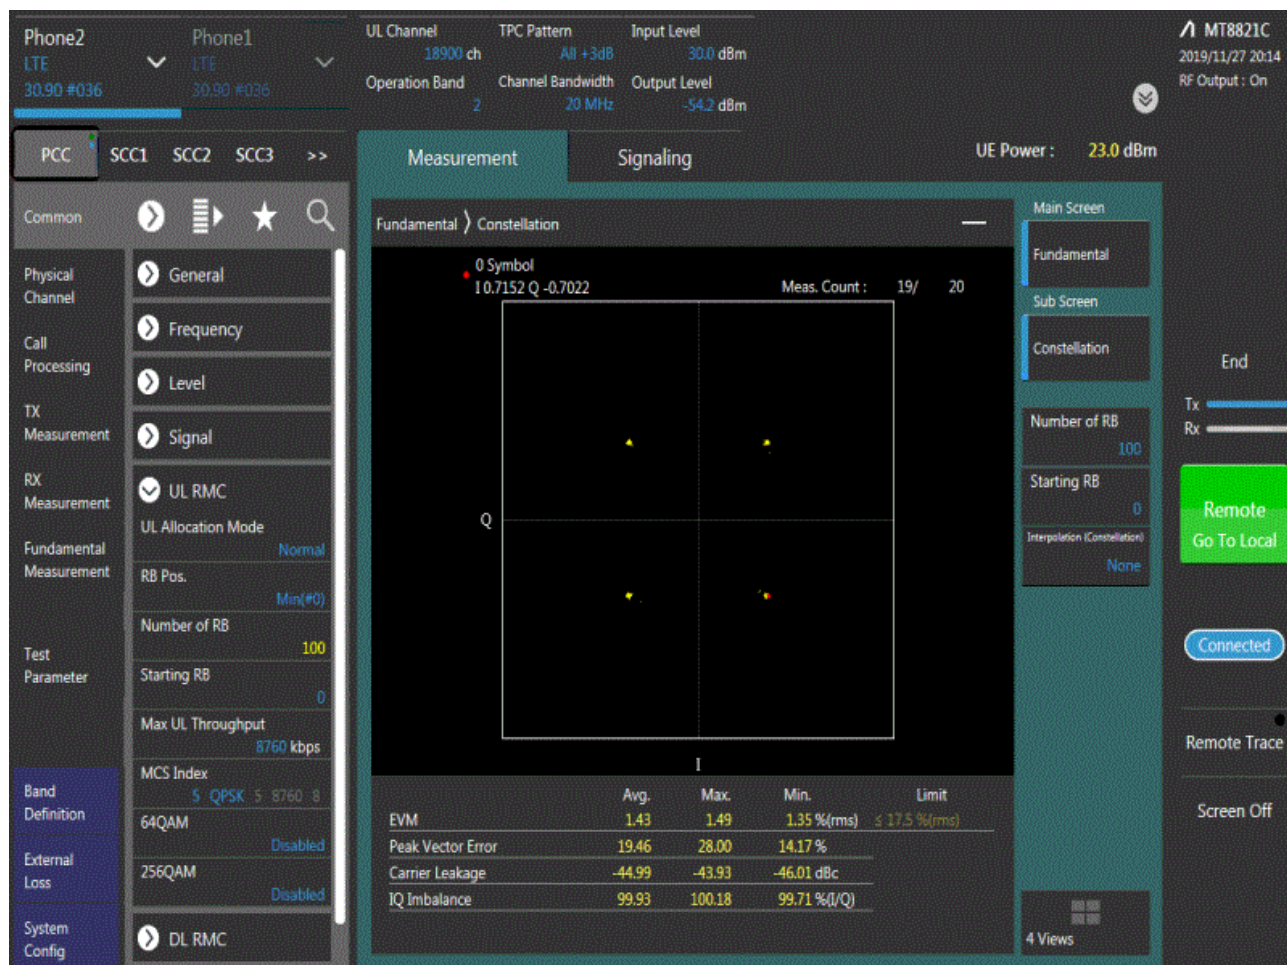 Phone2
LTE
30.90 #036
Phone1
LTE
30.90 #036
UL Channel
18900 ch
TPC Pattern
All +3dB
Input Level
30.0 dBm
Operation Band
2
Channel Bandwidth
20 MHz
Output Level
-54.2 dBm
MT8821C
2019/11/27 20:14
RF Output : On
PCC SCC1 SCC2 SCC3 >>
Measurement
Signaling
UE Power : 23.0 dBm
Common
Physical
Channel
Call
Processing
TX
Measurement
RX
Measurement
Fundamental
Measurement
Test
Parameter
Band
Definition
External
Loss
System
Config
General
Frequency
Level
Signal
UL RMC
UL Allocation Mode
Normal
RB Pos.
Min(#0)
Number of RB
100
Starting RB
0
Max UL Throughput
8760 kbps
MCS Index
5 QPSK 5 8760 8
64QAM
Disabled
256QAM
Disabled
DL RMC
Fundamental 〉 Constellation
0 Symbol
I 0.7152 Q -0.7022
Meas. Count : 19/ 20
Q
I
Avg. Max. Min. Limit
EVM 1.43 1.49 1.35 %(rms) ≤ 17.5 %(rms)
Peak Vector Error 19.46 28.00 14.17 %
Carrier Leakage -44.99 -43.93 -46.01 dBc
IQ Imbalance 99.93 100.18 99.71 %(I/Q)
Main Screen
Fundamental
Sub Screen
Constellation
Number of RB
100
Starting RB
0
Interpolation (Constellation)
None
4 Views
End
Tx
Rx
Remote
Go To Local
Connected
Remote Trace
Screen Off